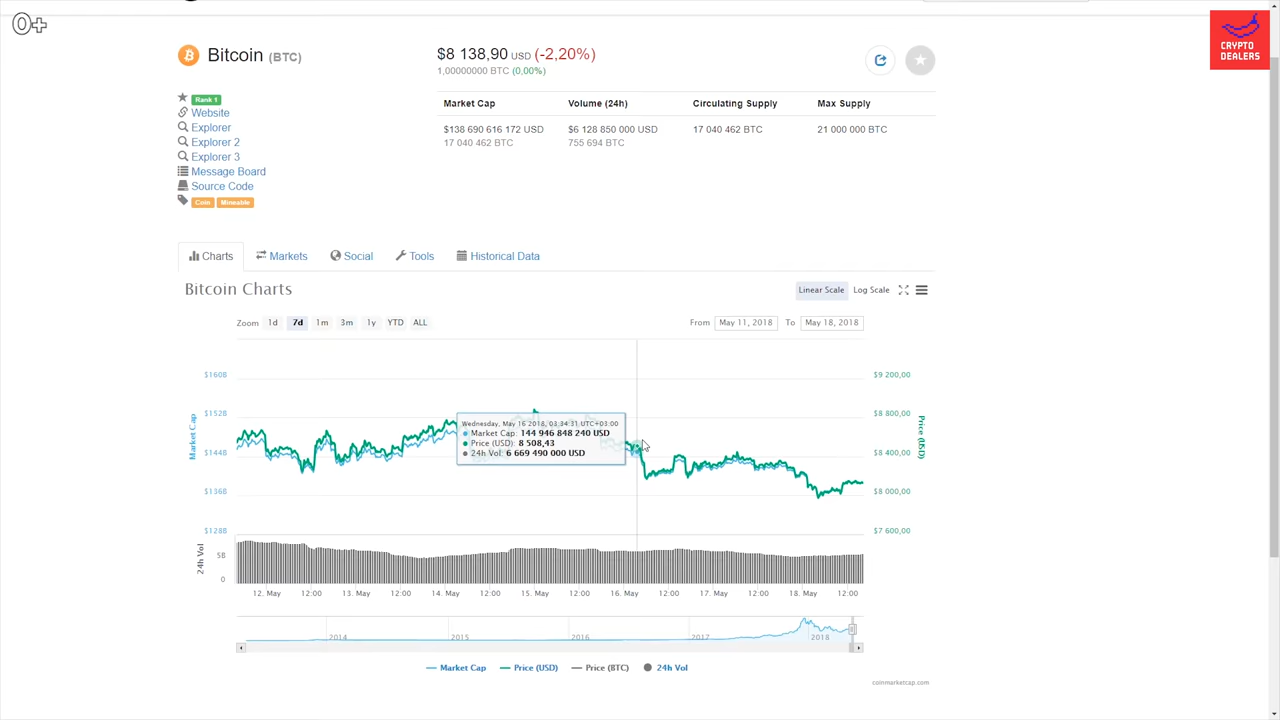 0+
CRYPTO
DEALERS
Bitcoin (BTC)
$8 138,90 USD (-2,20%)
1,00000000 BTC (0,00%)
Rank 1
Website
Explorer
Explorer 2
Explorer 3
Message Board
Source Code
Coin Mineable
Market Cap Volume (24h) Circulating Supply Max Supply
$138 690 616 172 USD $6 128 850 000 USD 17 040 462 BTC 21 000 000 BTC
17 040 462 BTC 755 694 BTC
Charts Markets Social Tools Historical Data
Bitcoin Charts
Linear Scale Log Scale
Zoom 1d 7d 1m 3m 1y YTD ALL
From May 11, 2018 To May 18, 2018
$160B $9 200,00
$152B $8 800,00
$144B $8 400,00
$136B $8 000,00
$128B $7 600,00
Market Cap
Price (USD)
Wednesday, May 16 2018, 03:34:31 UTC+03:00
Market Cap: 144 946 848 240 USD
Price (USD): 8 508,43
24h Vol: 6 669 490 000 USD
24h Vol
5B
0
12. May 12:00 13. May 12:00 14. May 12:00 15. May 12:00 16. May 12:00 17. May 12:00 18. May 12:00
2014 2015 2016 2017 2018
Market Cap Price (USD) Price (BTC) 24h Vol
coinmarketcap.com